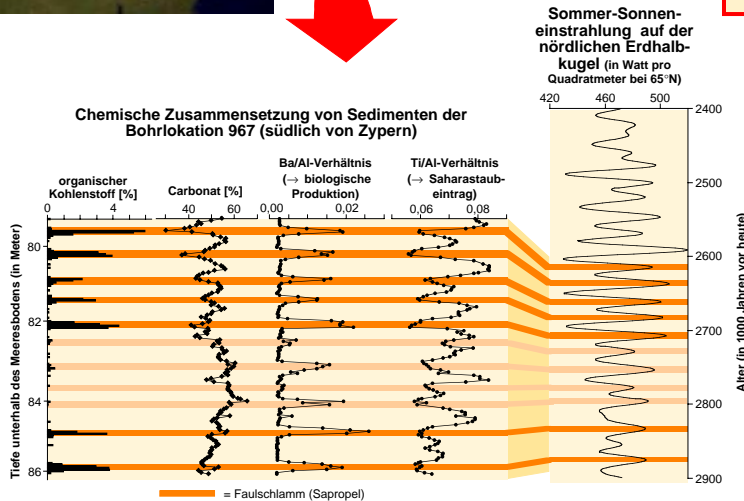 Sommer-Sonnen-
einstrahlung auf der
nördlichen Erdhalb-
kugel (in Watt pro
Quadratmeter bei 65°N)
420 460 500
Chemische Zusammensetzung von Sedimenten der
Bohrlokation 967 (südlich von Zypern)
organischer
Kohlenstoff [%]
0 4
Carbonat [%]
40 60
Ba/Al-Verhältnis
(→ biologische
Produktion)
0,00 0,02
Ti/Al-Verhältnis
(→ Saharastaub-
eintrag)
0,06 0,08
Tiefe unterhalb des Meeresbodens (in Meter)
80
82
84
86
2400
2500
2600
2700
2800
2900
Alter (in 1000 Jahren vor heute)
= Faulschlamm (Sapropel)